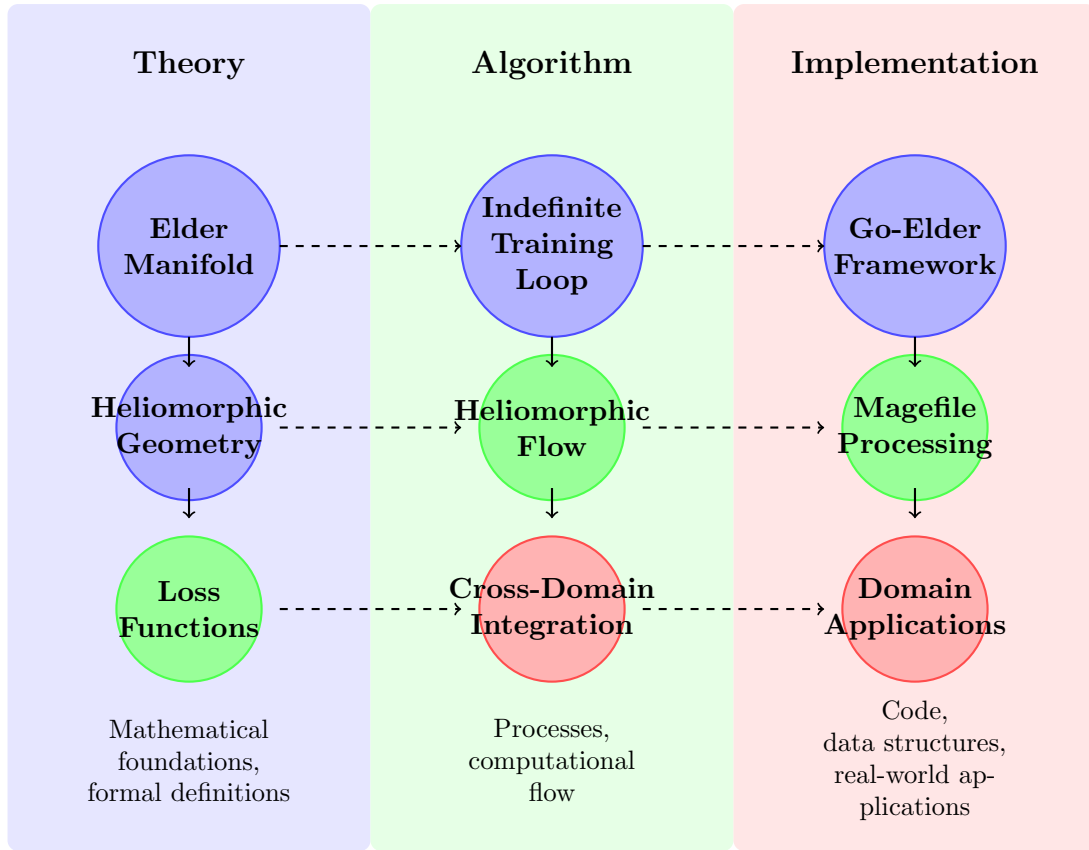 Theory
Algorithm
Implementation
Elder
Manifold
Indefinite
Training
Loop
Go-Elder
Framework
Heliomorphic
Geometry
Heliomorphic
Flow
Magefile
Processing
Loss
Functions
Cross-Domain
Integration
Domain
Applications
Mathematical
foundations,
formal definitions
Processes,
computational
flow
Code,
data structures,
real-world ap-
plications